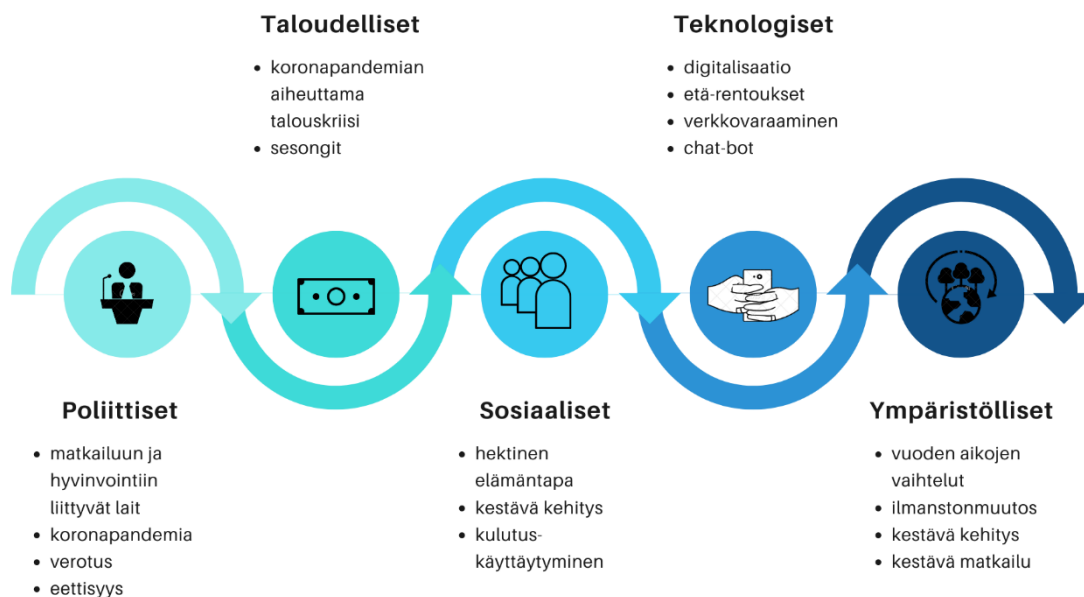 Taloudelliset
• koronapandemian
aiheuttama
talouskriisi
• sesongit
Teknologiset
• digitalisaatio
• etä-rentoukset
• verkkovaraaminen
• chat-bot
Poliittiset
• matkailuun ja
hyvinvointiin
liittyvät lait
• koronapandemia
• verotus
• eettisyys
Sosiaaliset
• hektinen
elämäntapa
• kestävä kehitys
• kulutus-
käyttäytyminen
Ympäristölliset
• vuoden aikojen
vaihtelut
• ilmanstonmuutos
• kestävä kehitys
• kestävä matkailu